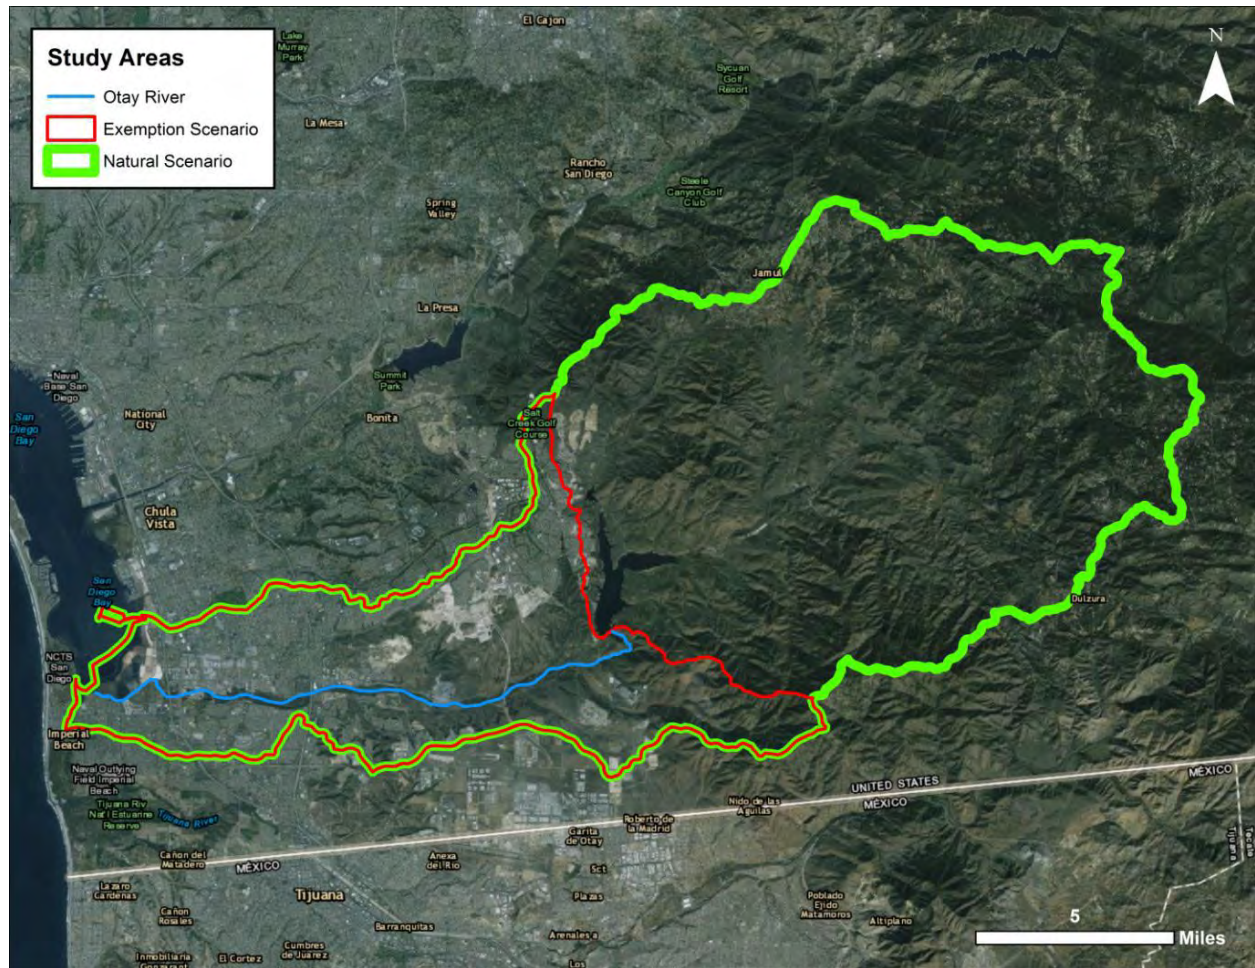 Study Areas
Otay River
Exemption Scenario
Natural Scenario
N
El Cajon
Lake
Murray
Park
Sycuan
Golf
Resort
La Mesa
Rancho
San Diego
Steele
Canyon Golf
Club
Spring
Valley
Jamul
La Presa
Summit
Park
Naval
Base San
Diego
San
Diego
Bay
National
City
Bonita
Salt
Creek Golf
Course
Chula
Vista
San
Diego
Bay
Dulzura
NCTS
San
Diego
Imperial
Beach
Naval Outlying
Field Imperial
Beach
Tijuana Riv
Nat'l Estuarine
Reserve
Tijuana River
UNITED STATES
MÉXICO
MÉXICO
Nido de las
Aguilas
Roberto de
la Madrid
Garita
de Otay
Tecate
Tijuana
Cañon del
Matadero
MÉXICO
Anexa
del Rio
Sct
Lazaro
Cardenas
Tijuana
Plazas
Poblado
Ejido
Matamoros
Altiplano
Cañon
Rosales
Barranquitas
Arenales a
5
Miles
Cumbres
de Juarez
El Cortez
Inmobiliaria
Los